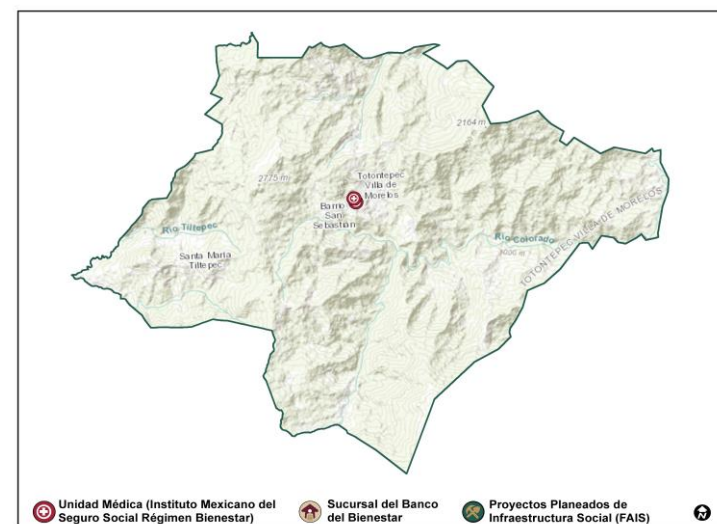 2164 m
Totontepec
Villa de
Morelos
2775 m
Barrio
San
Sebastián
Río Tiltepec
Río Colorado
Santa María
Tiltepec
TOTONTEPEC VILLA DE MORELOS
Unidad Médica (Instituto Mexicano del
Seguro Social Régimen Bienestar)
Sucursal del Banco
del Bienestar
Proyectos Planeados de
Infraestructura Social (FAIS)
N